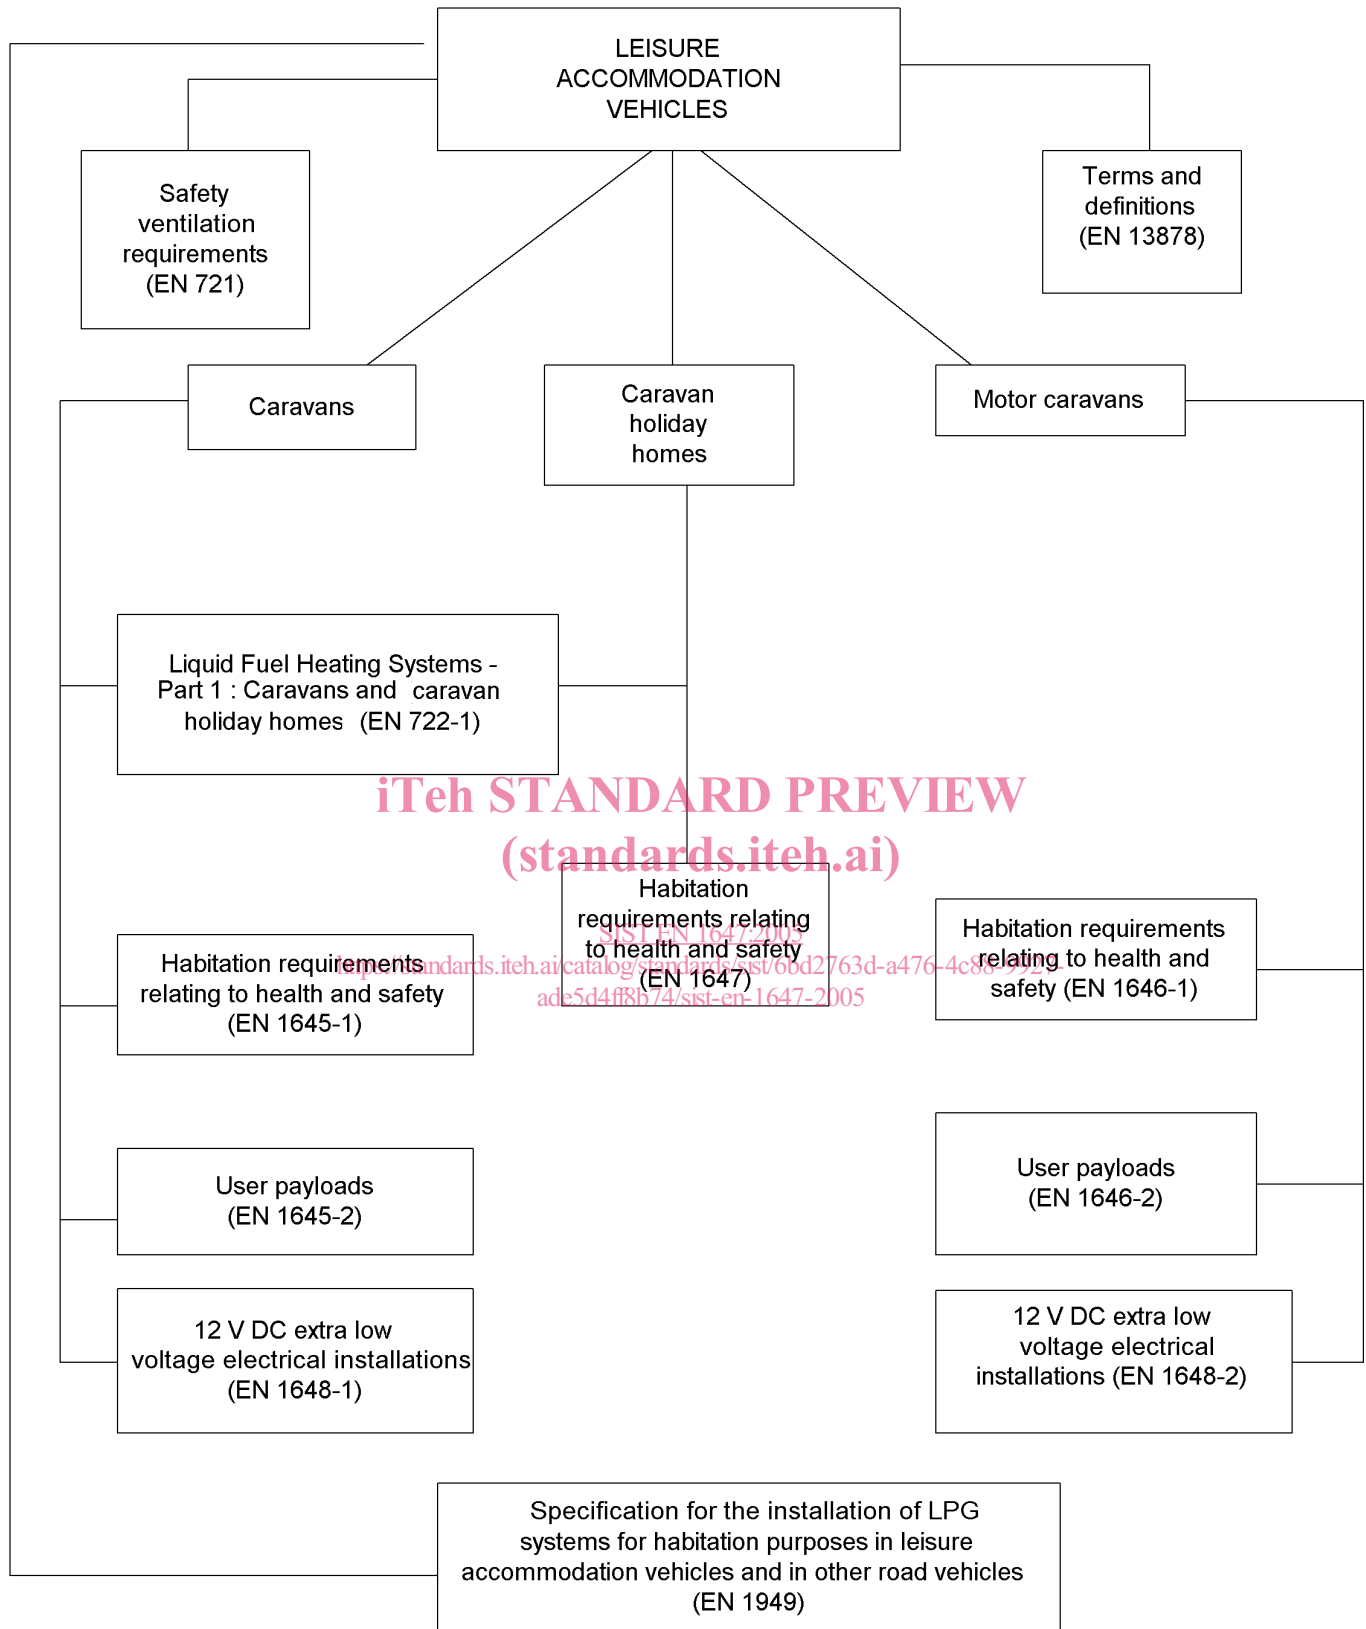 LEISURE
ACCOMMODATION
VEHICLES
Safety
ventilation
requirements
(EN 721)
Terms and
definitions
(EN 13878)
Caravans
Caravan
holiday
homes
Motor caravans
Liquid Fuel Heating Systems -
Part 1 : Caravans and caravan
holiday homes (EN 722-1)
iTeh STANDARD PREVIEW
(standards.iteh.ai)
Habitation
requirements relating
to health and safety
(EN 1647)
SIST EN 1647:2005
https://standards.iteh.ai/catalog/standards/sist/6bd2763d-a476-4c88-9927-
ade5d4ff8b74/sist-en-1647-2005
Habitation requirements
relating to health and safety
(EN 1645-1)
Habitation requirements
relating to health and
safety (EN 1646-1)
User payloads
(EN 1645-2)
User payloads
(EN 1646-2)
12 V DC extra low
voltage electrical installations
(EN 1648-1)
12 V DC extra low
voltage electrical
installations (EN 1648-2)
Specification for the installation of LPG
systems for habitation purposes in leisure
accommodation vehicles and in other road vehicles
(EN 1949)